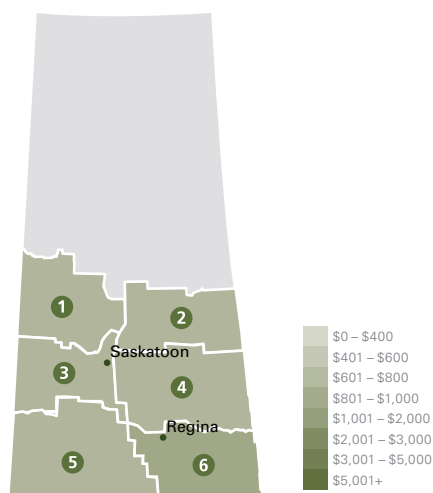 1
2
Saskatoon
3
4
Regina
5
6
$0 – $400
$401 – $600
$601 – $800
$801 – $1,000
$1,001 – $2,000
$2,001 – $3,000
$3,001 – $5,000
$5,001+